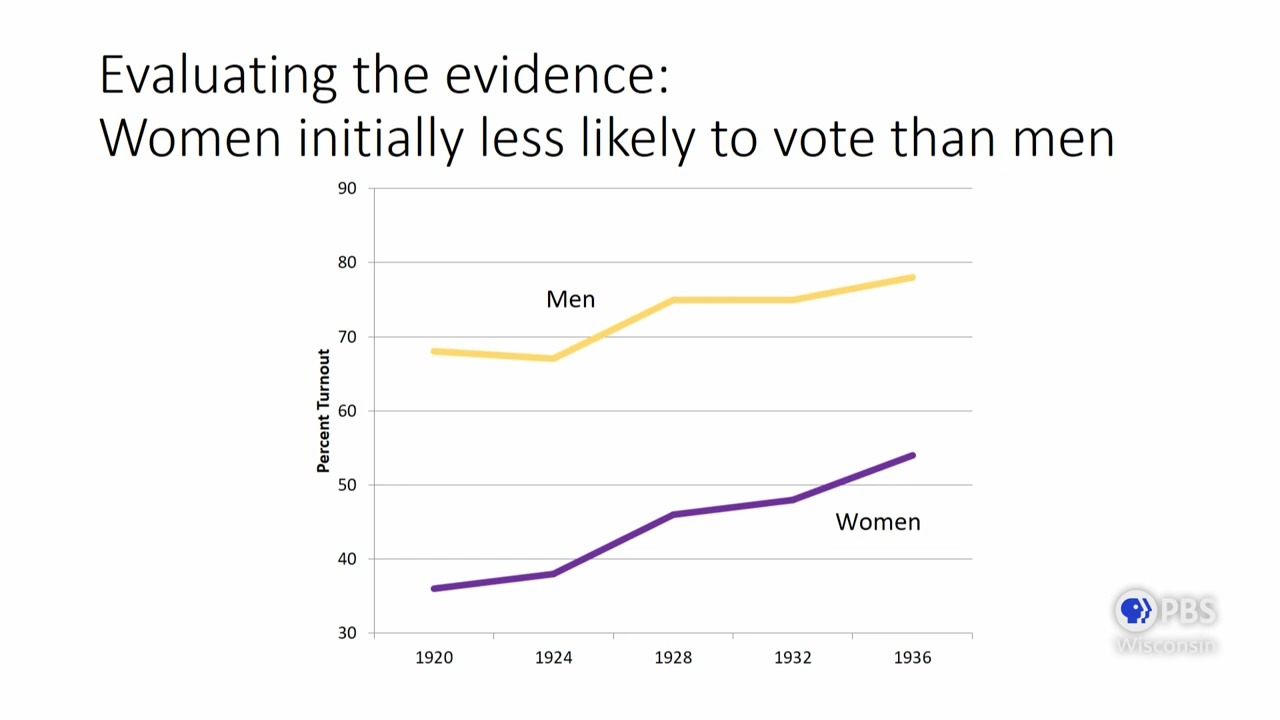 Evaluating the evidence:
Women initially less likely to vote than men
90
80
70
60
50
40
30
Percent Turnout
Men
Women
1920 1924 1928 1932 1936
PBS
Wisconsin